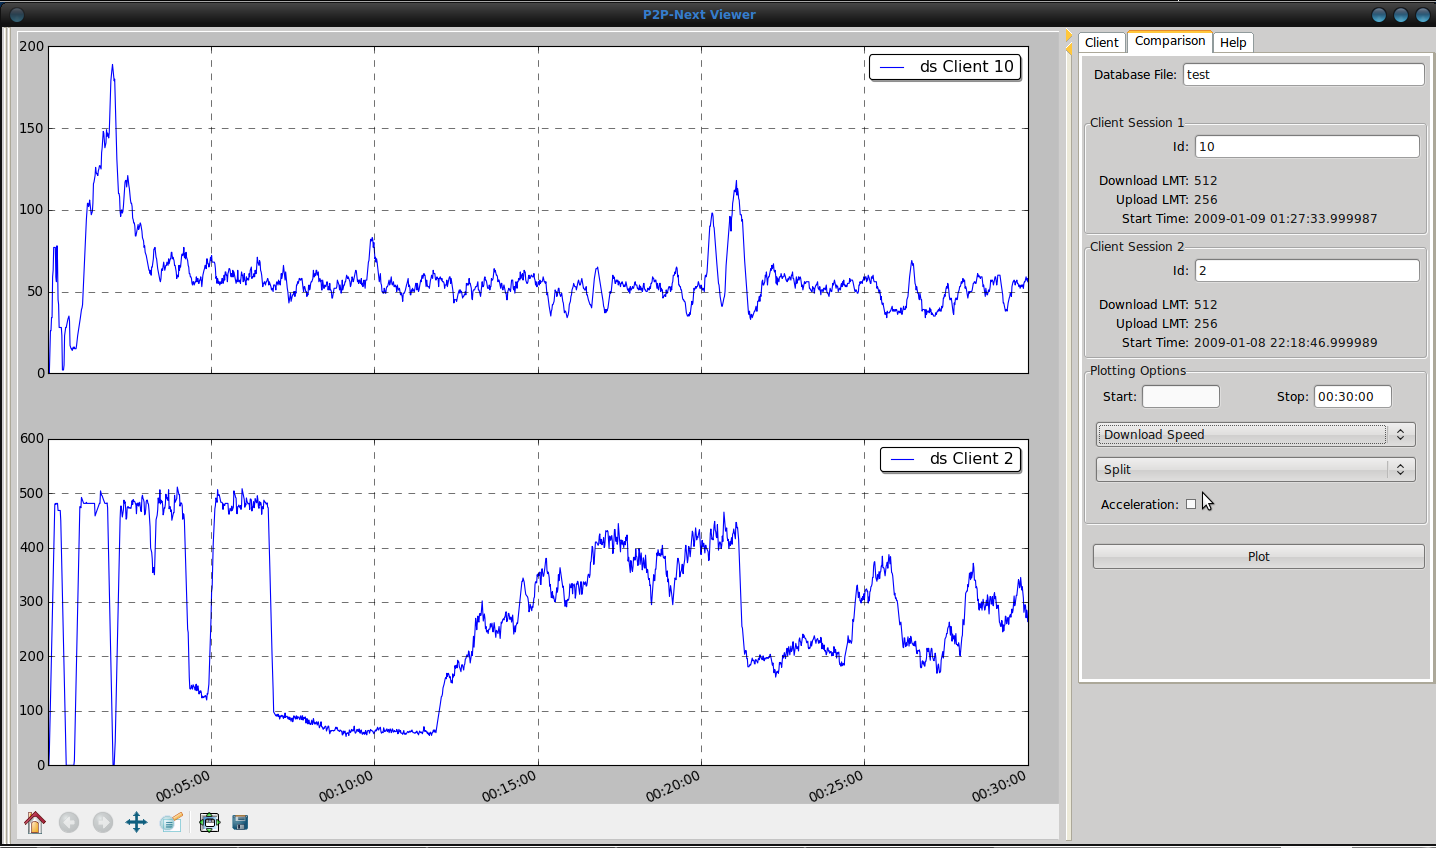 P2P-Next Viewer
200
150
100
50
0
ds Client 10
600
500
400
300
200
100
0
ds Client 2
00:05:00
00:10:00
00:15:00
00:20:00
00:25:00
00:30:00
Client Comparison Help
Database File: test
Client Session 1
Id: 10
Download LMT: 512
Upload LMT: 256
Start Time: 2009-01-09 01:27:33.999987
Client Session 2
Id: 2
Download LMT: 512
Upload LMT: 256
Start Time: 2009-01-08 22:18:46.999989
Plotting Options
Start: Stop: 00:30:00
Download Speed
Split
Acceleration:
Plot